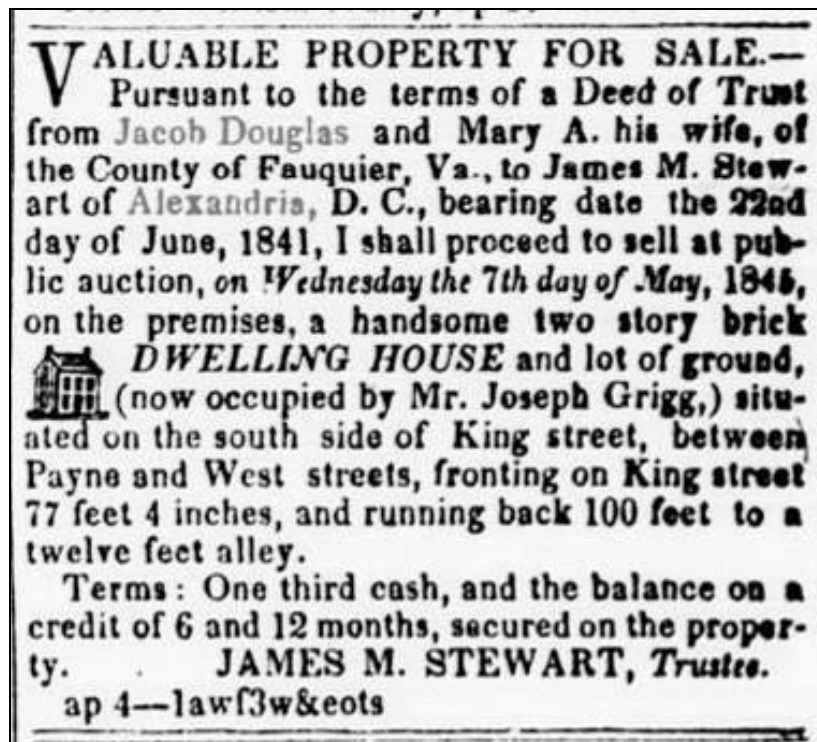 VALUABLE PROPERTY FOR SALE.—
Pursuant to the terms of a Deed of Trust
from Jacob Douglas and Mary A. his wife, of
the County of Fauquier, Va., to James M. Stew-
art of Alexandria, D. C., bearing date the 22nd
day of June, 1841, I shall proceed to sell at pub-
lic auction, on Wednesday the 7th day of May, 1845,
on the premises, a handsome two story brick
DWELLING HOUSE and lot of ground,
(now occupied by Mr. Joseph Grigg,) situ-
ated on the south side of King street, between
Payne and West streets, fronting on King street
77 feet 4 inches, and running back 100 feet to a
twelve feet alley.
Terms: One third cash, and the balance on a
credit of 6 and 12 months, secured on the proper-
ty. JAMES M. STEWART, Trustee.
ap 4—1awf3w&eots